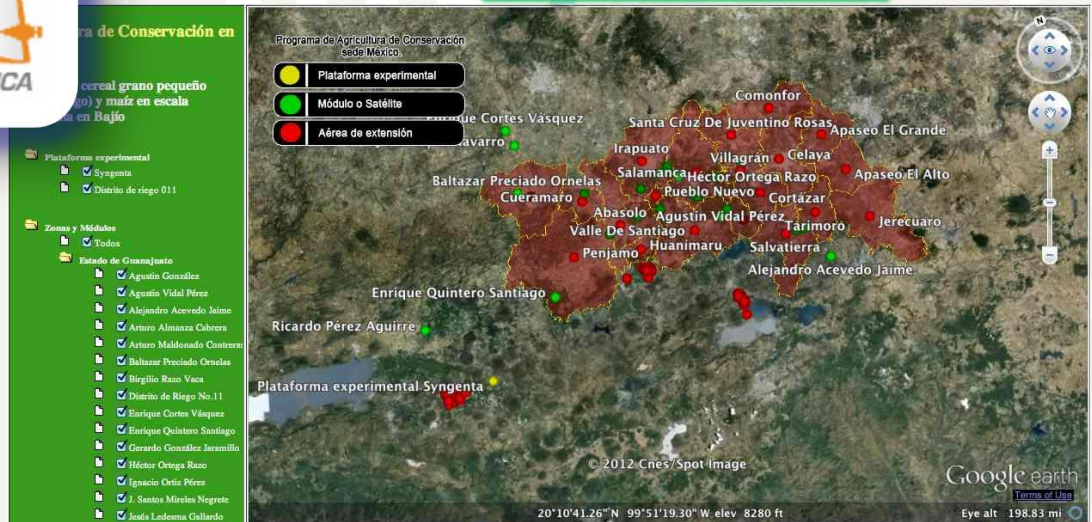 ra de Conservación en
cereal grano pequeño
go) y maíz en escala
en Bajío
Plataforma experimental
Syngenta
Distrito de riego 011
Zonas y Módulos
Todos
Estado de Guanajuato
Agustín González
Agustín Vidal Pérez
Alejandro Acevedo Jaime
Arturo Almanza Cabrera
Arturo Maldonado Contreras
Baltazar Preciado Ornelas
Birgilio Razo Vaca
Distrito de Riego No.11
Enrique Cortes Vásquez
Enrique Quintero Santiago
Gerardo González Jaramillo
Héctor Ortega Razo
Ignacio Ortíz Pérez
J. Santos Mireles Negrete
Jesús Ledesma Gallardo
Programa de Agricultura de Conservación
sede México.
Plataforma experimental
Módulo o Satélite
Aérea de extensión
Enrique Cortes Vásquez
Navarro
Comonfor
Santa Cruz De Juventino Rosas
Apaseo El Grande
Irapuato
Villagrán
Celaya
Baltazar Preciado Ornelas
Salamanca
Héctor Ortega Razo
Apaseo El Alto
Cueramaro
Pueblo Nuevo
Cortázar
Abasolo
Agustin Vidal Pérez
Jerecuaro
Valle De Santiago
Tarimoro
Penjamo
Huanimaru
Salvatierra
Alejandro Acevedo Jaime
Enrique Quintero Santiago
Ricardo Pérez Aguirre
Plataforma experimental Syngenta
© 2012 Cnes/Spot Image
Google earth
Terms of Use
20°10'41.26" N 99°51'19.30" W elev 8280 ft
Eye alt 198.83 mi
N